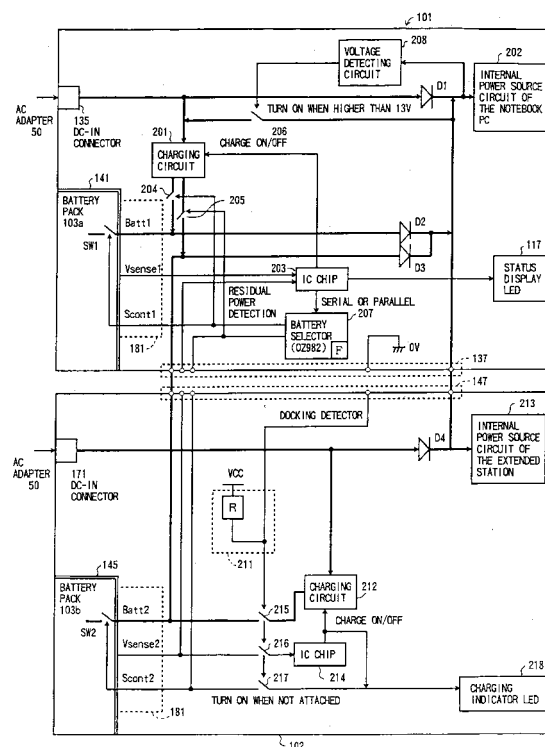 101
208
VOLTAGE
DETECTING
CIRCUIT
202
INTERNAL
POWER SOURCE
CIRCUIT OF
THE NOTEBOOK
PC
D1
AC
ADAPTER
50
135
DC-IN
CONNECTOR
TURN ON WHEN HIGHER THAN 13V
206
CHARGE ON/OFF
201
CHARGING
CIRCUIT
141
204
205
BATTERY
PACK
103a
Batt1
SW1
D2
D3
117
STATUS
DISPLAY
LED
Vsense1
203
IC CHIP
RESIDUAL
POWER
DETECTION
SERIAL OR PARALLEL
Scont1
BATTERY
SELECTOR
(OZ982)
F
207
0V
181
137
147
213
INTERNAL
POWER SOURCE
CIRCUIT OF
THE EXTENDED
STATION
DOCKING DETECTOR
D4
AC
ADAPTER
50
171
DC-IN
CONNECTOR
VCC
R
211
145
BATTERY
PACK
103b
Batt2
SW2
215
CHARGING
CIRCUIT
212
CHARGE ON/OFF
Vsense2
216
IC CHIP
214
218
CHARGING
INDICATOR LED
Scont2
217
TURN ON WHEN NOT ATTACHED
181
102